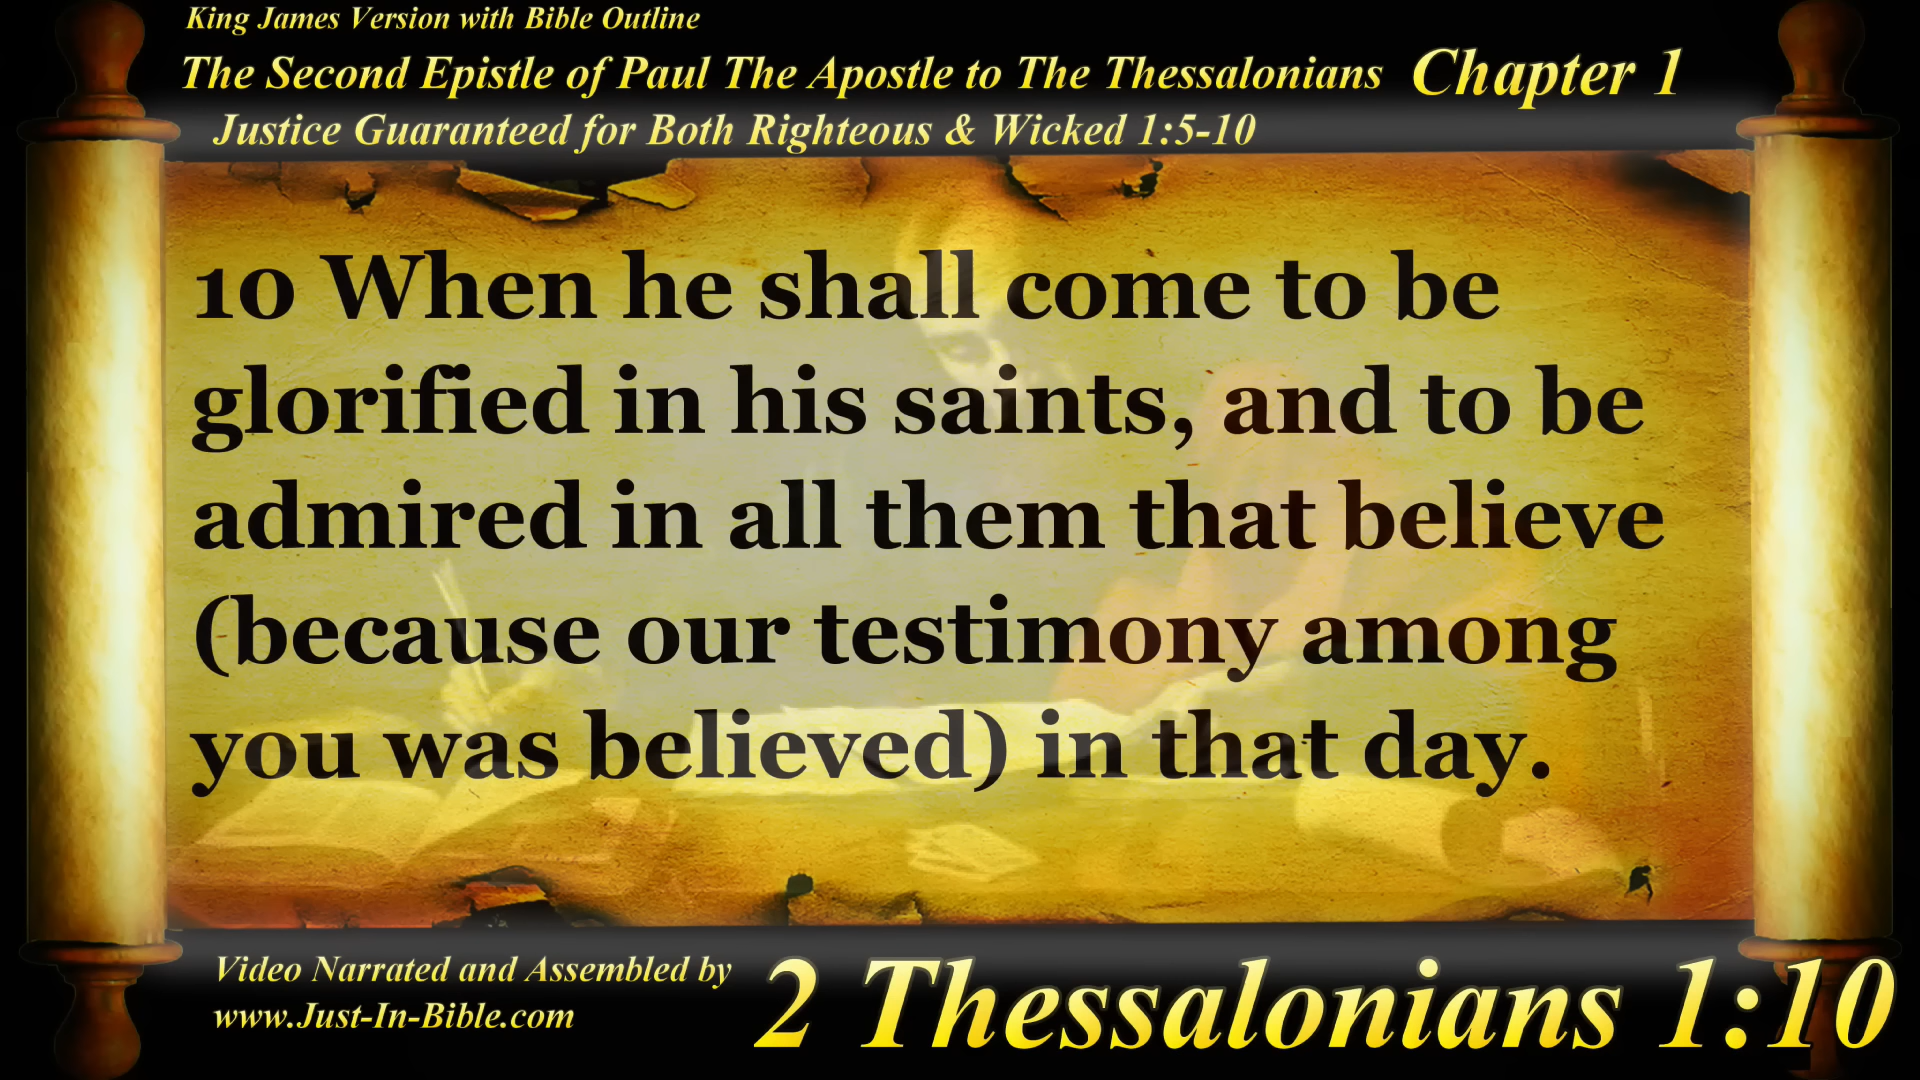 King James Version with Bible Outline
The Second Epistle of Paul The Apostle to The Thessalonians Chapter 1
Justice Guaranteed for Both Righteous & Wicked 1:5-10
10 When he shall come to be
glorified in his saints, and to be
admired in all them that believe
(because our testimony among
you was believed) in that day.
Video Narrated and Assembled by
www.Just-In-Bible.com
2 Thessalonians 1:10